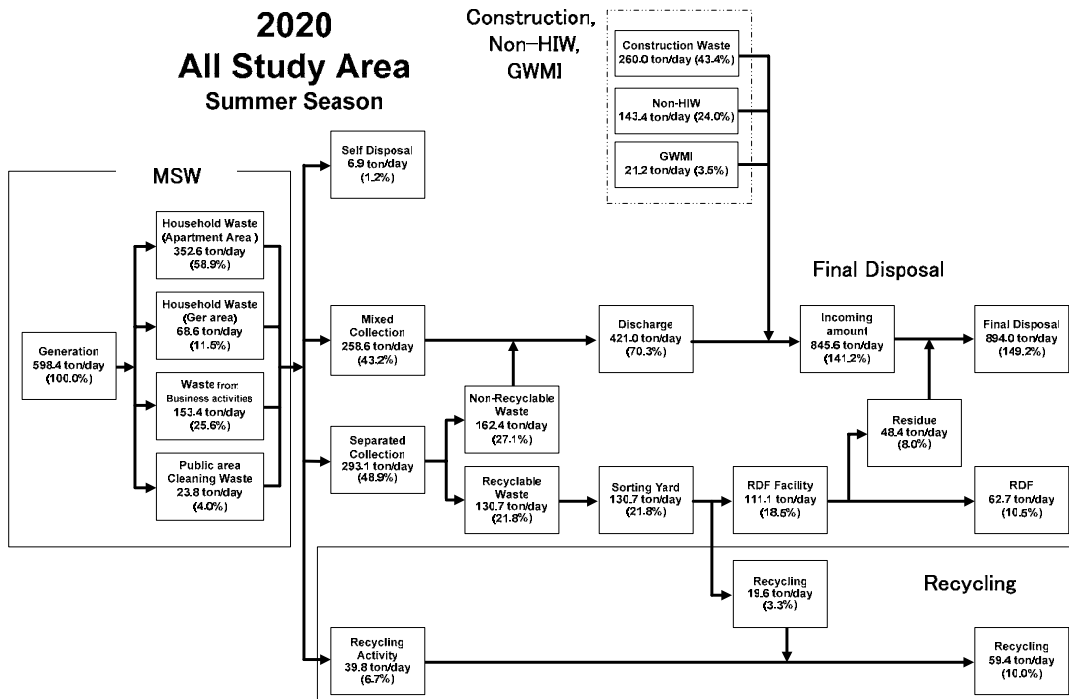 2020
All Study Area
Summer Season
Construction,
Non-HIW,
GWMI
Construction Waste
260.0 ton/day (43.4%)
Non-HIW
143.4 ton/day (24.0%)
GWMI
21.2 ton/day (3.5%)
Self Disposal
6.9 ton/day
(1.2%)
MSW
Household Waste
(Apartment Area)
352.6 ton/day
(58.9%)
Household Waste
(Ger area)
68.6 ton/day
(11.5%)
Generation
598.4 ton/day
(100.0%)
Waste from
Business activities
153.4 ton/day
(25.6%)
Public area
Cleaning Waste
23.8 ton/day
(4.0%)
Mixed
Collection
258.6 ton/day
(43.2%)
Separated
Collection
293.1 ton/day
(48.9%)
Non-Recyclable
Waste
162.4 ton/day
(27.1%)
Recyclable
Waste
130.7 ton/day
(21.8%)
Discharge
421.0 ton/day
(70.3%)
Sorting Yard
130.7 ton/day
(21.8%)
Final Disposal
Incoming
amount
845.6 ton/day
(141.2%)
Final Disposal
894.0 ton/day
(149.2%)
Residue
48.4 ton/day
(8.0%)
RDF Facility
111.1 ton/day
(18.5%)
RDF
62.7 ton/day
(10.5%)
Recycling
Recycling
19.6 ton/day
(3.3%)
Recycling
Activity
39.8 ton/day
(6.7%)
Recycling
59.4 ton/day
(10.0%)